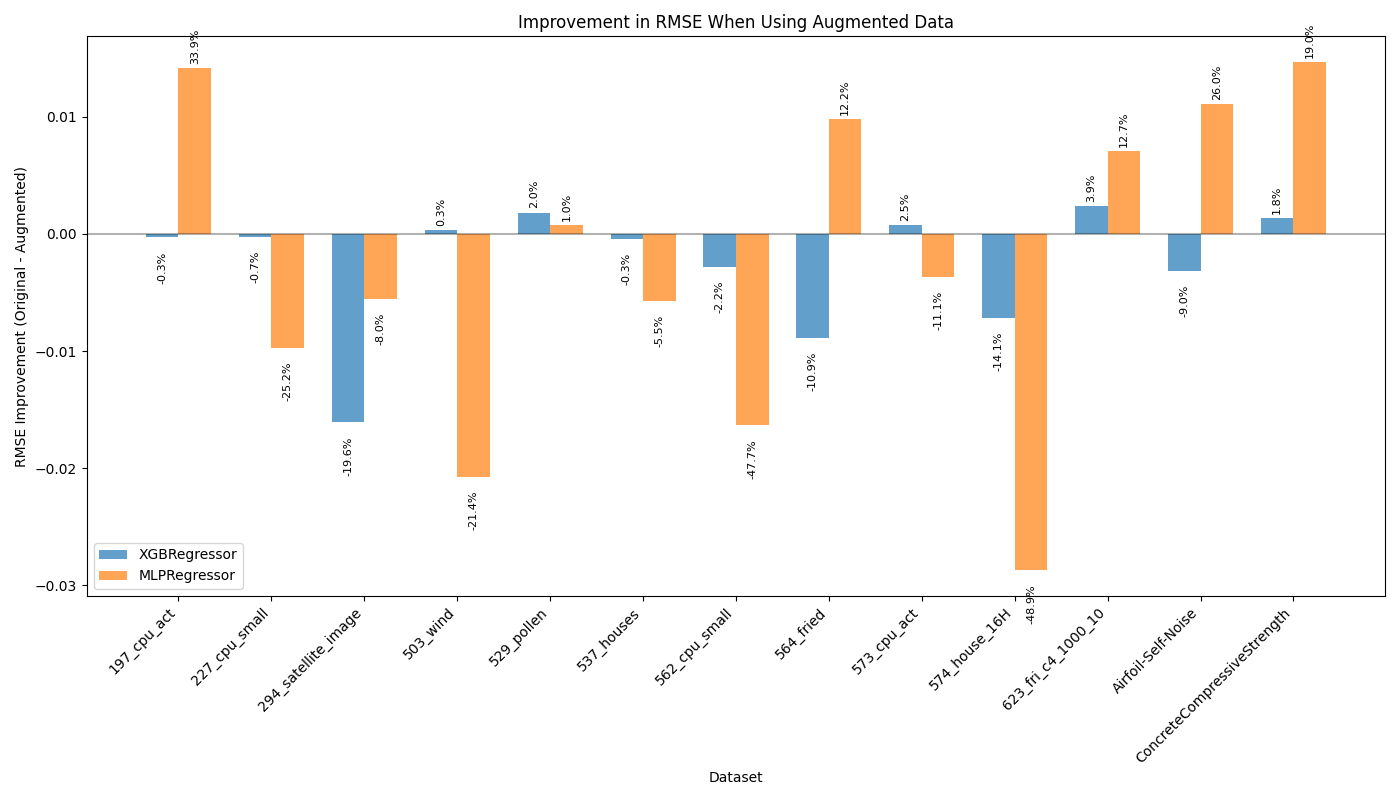 Improvement in RMSE When Using Augmented Data
RMSE Improvement (Original - Augmented)
0.01
0.00
−0.01
−0.02
−0.03
-0.3%
33.9%
-0.7%
-25.2%
-19.6%
-8.0%
0.3%
-21.4%
2.0%
1.0%
-0.3%
-5.5%
-2.2%
-47.7%
-10.9%
12.2%
2.5%
-11.1%
-14.1%
-48.9%
3.9%
12.7%
-9.0%
26.0%
1.8%
19.0%
XGBRegressor
MLPRegressor
197_cpu_act
227_cpu_small
294_satellite_image
503_wind
529_pollen
537_houses
562_cpu_small
564_fried
573_cpu_act
574_house_16H
623_fri_c4_1000_10
Airfoil-Self-Noise
ConcreteCompressiveStrength
Dataset